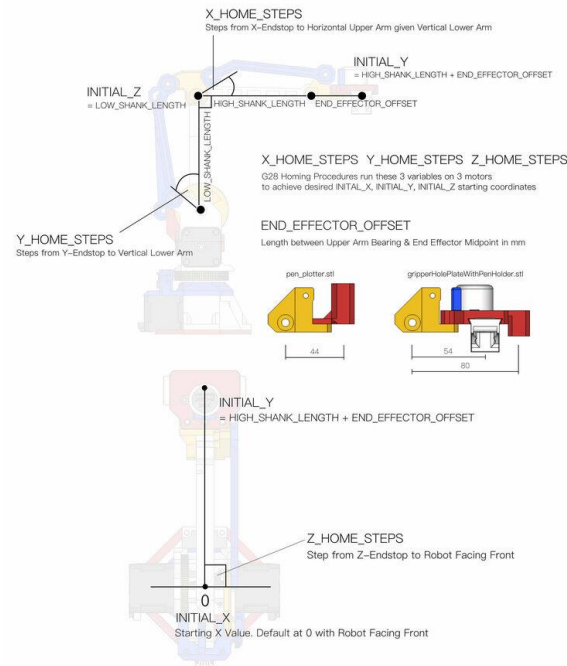 X_HOME_STEPS
Steps from X-Endstop to Horizontal Upper Arm given Vertical Lower Arm
INITIAL_Y
= HIGH_SHANK_LENGTH + END_EFFECTOR_OFFSET
INITIAL_Z
= LOW_SHANK_LENGTH
HIGH_SHANK_LENGTH
END_EFFECTOR_OFFSET
LOW_SHANK_LENGTH
X_HOME_STEPS Y_HOME_STEPS Z_HOME_STEPS
G28 Homing Procedures run these 3 variables on 3 motors
to achieve desired INITAL_X, INITIAL_Y, INITIAL_Z starting coordinates
END_EFFECTOR_OFFSET
Length between Upper Arm Bearing & End Effector Midpoint in mm
Y_HOME_STEPS
Steps from Y-Endstop to Vertical Lower Arm
pen_plotter.stl
gripperHolePlateWithPenHolder.stl
44
54
80
INITIAL_Y
= HIGH_SHANK_LENGTH + END_EFFECTOR_OFFSET
Z_HOME_STEPS
Step from Z-Endstop to Robot Facing Front
0
INITIAL_X
Starting X Value. Default at 0 with Robot Facing Front